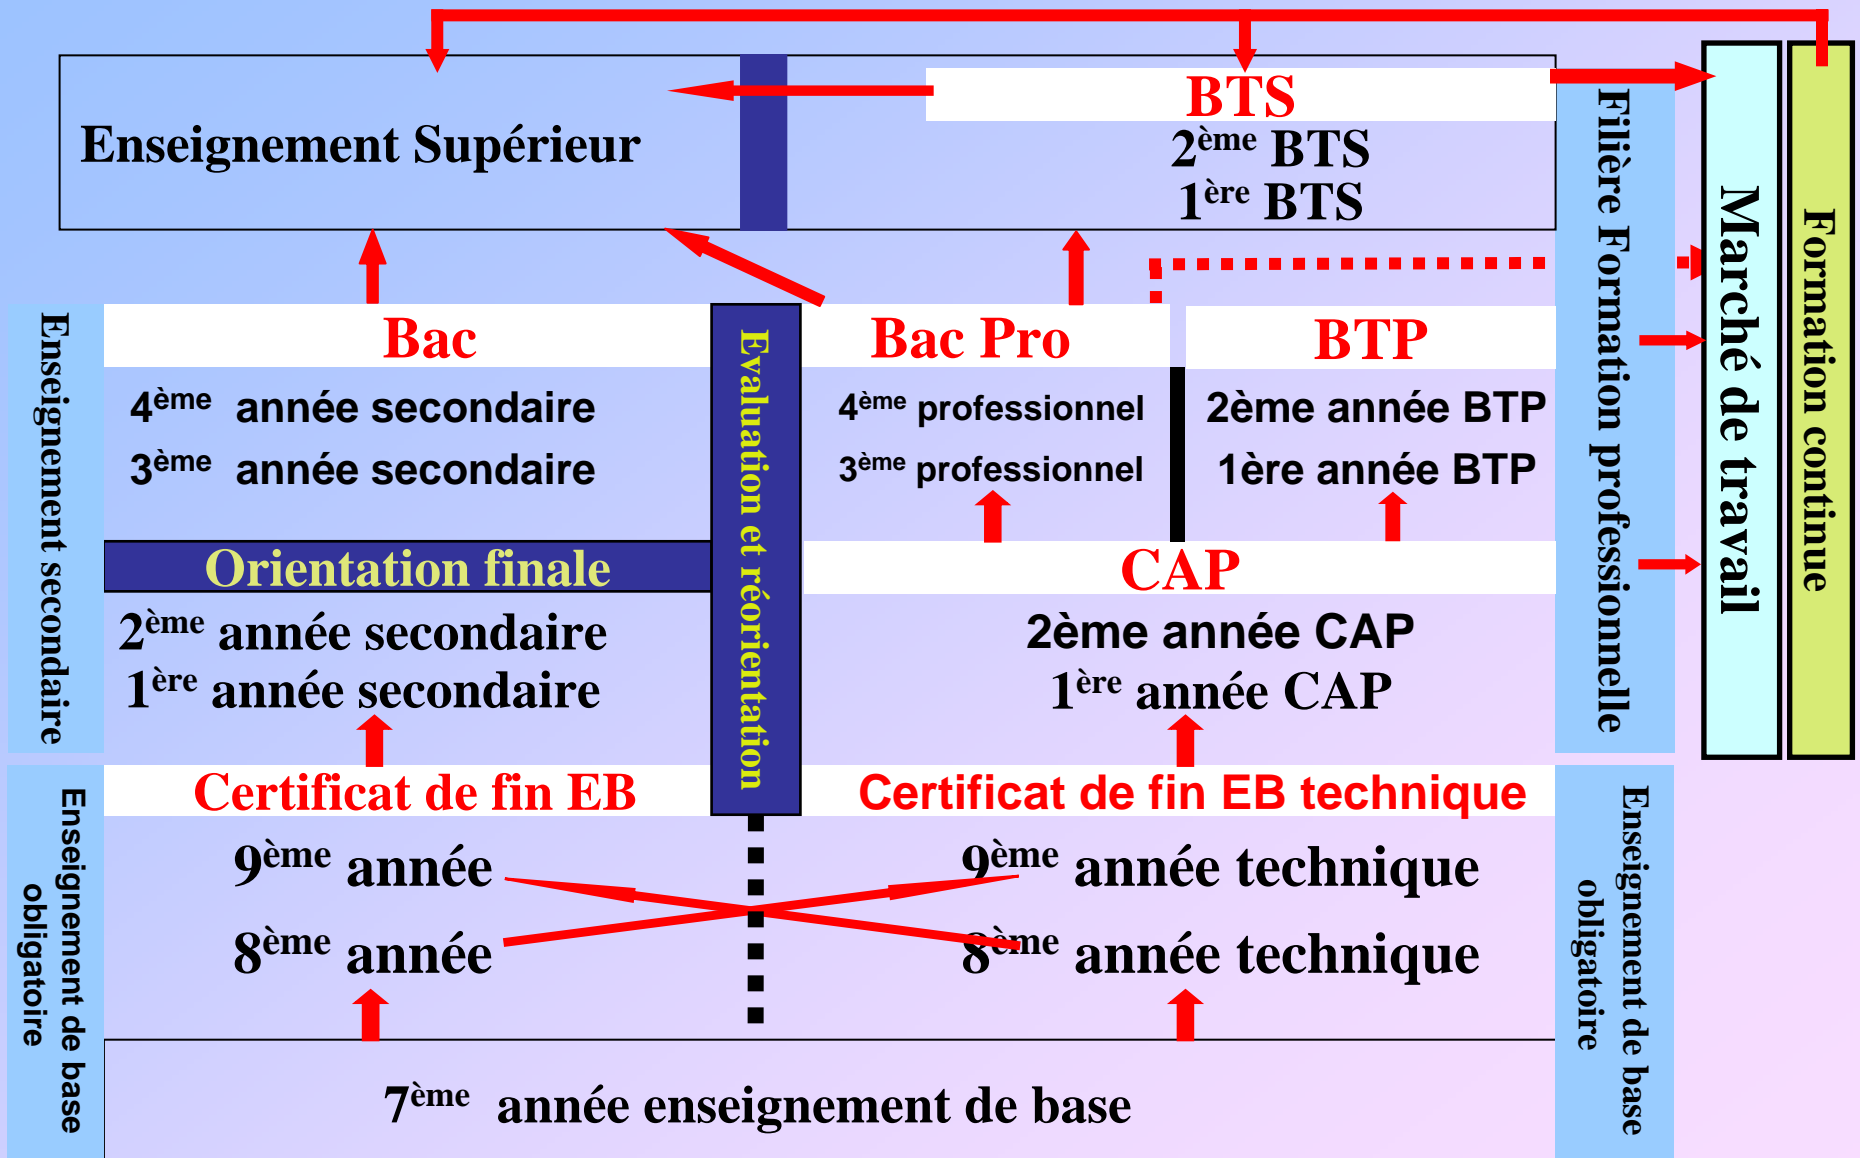 BTS
Enseignement Supérieur
2ème BTS
1ère BTS
Bac
Bac Pro
BTP
4ème année secondaire
4ème professionnel
2ème année BTP
3ème année secondaire
3ème professionnel
1ère année BTP
Orientation finale
CAP
2ème année secondaire
2ème année CAP
1ère année secondaire
1ère année CAP
Certificat de fin EB
Certificat de fin EB technique
9ème année
9ème année technique
8ème année
8ème année technique
7ème année enseignement de base
Enseignement secondaire
Enseignement de base
obligatoire
Evaluation et réorientation
Filière Formation professionnelle
Enseignement de base
obligatoire
Marché de travail
Formation continue